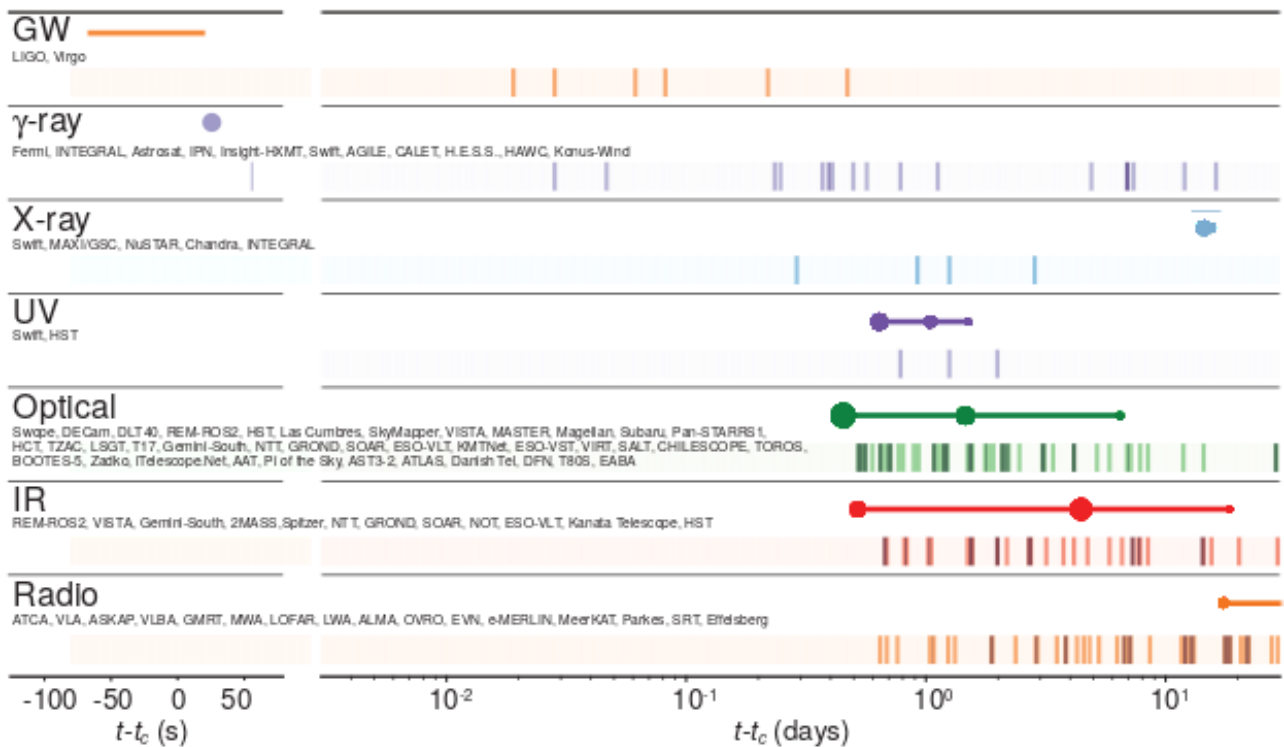 GW
LIGO, Virgo
γ-ray
Fermi, INTEGRAL, Astrosat, IPN, Insight-HXMT, Swift, AGILE, CALET, H.E.S.S., HAWC, Konus-Wind
X-ray
Swift, MAXI/GSC, NuSTAR, Chandra, INTEGRAL
UV
Swift, HST
Optical
Swope, DECam, DLT40, REM-ROS2, HST, Las Cumbres, SkyMapper, VISTA, MASTER, Magellan, Subaru, Pan-STARRS1,
HCT, TZAC, LSGT, T17, Gemini-South, NTT, GROND, SOAR, ESO-VLT, KMTNet, ESO-VST, VIRT, SALT, CHILESCOPE, TOROS,
BOOTES-5, Zadko, iTelescope.Net, AAT, Pi of the Sky, AST3-2, ATLAS, Danish Tel, DFN, T80S, EABA
IR
REM-ROS2, VISTA, Gemini-South, 2MASS,Spitzer, NTT, GROND, SOAR, NOT, ESO-VLT, Kanata Telescope, HST
Radio
ATCA, VLA, ASKAP, VLBA, GMRT, MWA, LOFAR, LWA, ALMA, OVRO, EVN, e-MERLIN, MeerKAT, Parkes, SRT, Effelsberg
-100 -50 0 50 10⁻² 10⁻¹ 10⁰ 10¹
t-t_c (s) t-t_c (days)